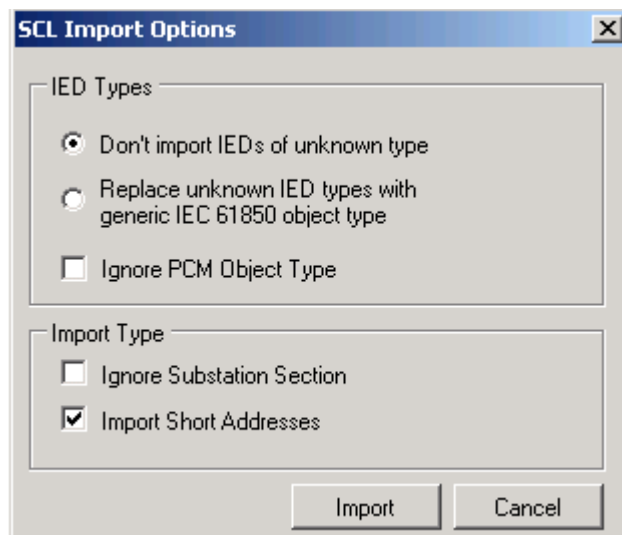 SCL Import Options
IED Types
Don't import IEDs of unknown type
Replace unknown IED types with
generic IEC 61850 object type
Ignore PCM Object Type
Import Type
Ignore Substation Section
Import Short Addresses
Import
Cancel